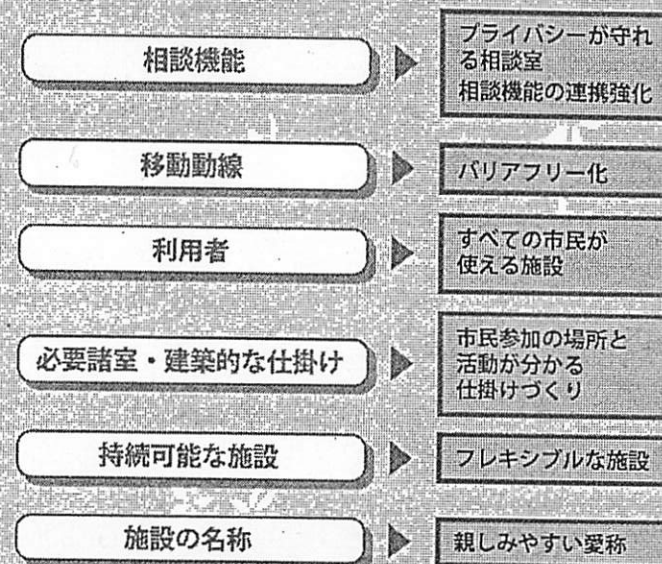 相談機能
プライバシーが守れ
る相談室
相談機能の連携強化
移動動線
バリアフリー化
利用者
すべての市民が
使える施設
必要諸室・建築的な仕掛け
市民参加の場所と
活動が分かる
仕掛けづくり
持続可能な施設
フレキシブルな施設
施設の名称
親しみやすい愛称